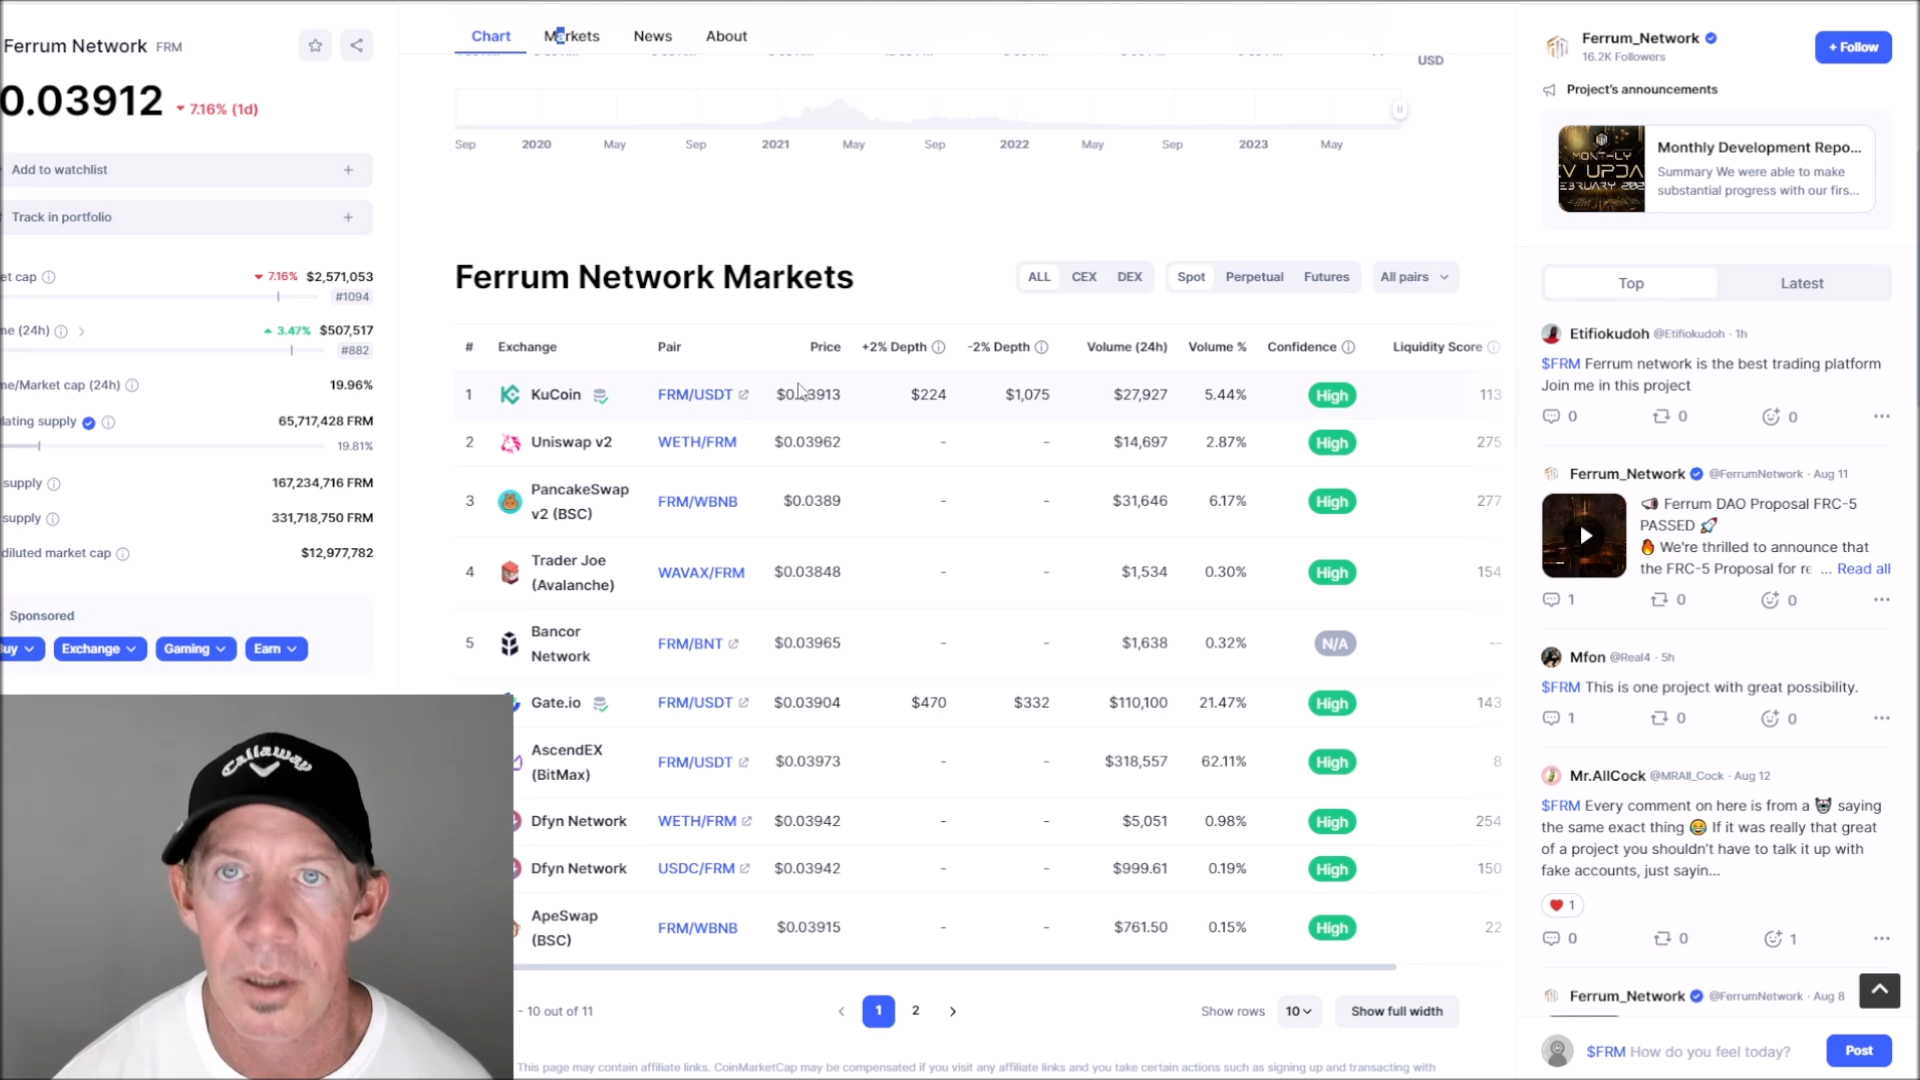 Ferrum Network FRM
0.03912 7.16% (1d)
Add to watchlist
Track in portfolio
et cap 7.16% $2,571,053
#1094
me (24h) 3.47% $507,517
#882
me/Market cap (24h) 19.96%
lating supply 65,717,428 FRM
19.81%
supply 167,234,716 FRM
supply 331,718,750 FRM
diluted market cap $12,977,782
Sponsored
Buy Exchange Gaming Earn
Chart Markets News About
USD
Sep 2020 May Sep 2021 May Sep 2022 May Sep 2023 May
Ferrum Network Markets
ALL CEX DEX Spot Perpetual Futures All pairs
# Exchange Pair Price +2% Depth -2% Depth Volume (24h) Volume % Confidence Liquidity Score
1 KuCoin FRM/USDT $0.03913 $224 $1,075 $27,927 5.44% High 113
2 Uniswap v2 WETH/FRM $0.03962 - - $14,697 2.87% High 275
3 PancakeSwap v2 (BSC) FRM/WBNB $0.0389 - - $31,646 6.17% High 277
4 Trader Joe (Avalanche) WAVAX/FRM $0.03848 - - $1,534 0.30% High 154
5 Bancor Network FRM/BNT $0.03965 - - $1,638 0.32% N/A --
Gate.io FRM/USDT $0.03904 $470 $332 $110,100 21.47% High 143
AscendEX (BitMax) FRM/USDT $0.03973 - - $318,557 62.11% High 8
Dfyn Network WETH/FRM $0.03942 - - $5,051 0.98% High 254
Dfyn Network USDC/FRM $0.03942 - - $999.61 0.19% High 150
ApeSwap (BSC) FRM/WBNB $0.03915 - - $761.50 0.15% High 22
- 10 out of 11
1 2
Show rows 10 Show full width
This page may contain affiliate links. CoinMarketCap may be compensated if you visit any affiliate links and you take certain actions such as signing up and transacting with
Callaway
Ferrum_Network
16.2K Followers
+ Follow
Project's announcements
MONTHLY
V UPDA
EBRUARY 202
Monthly Development Repo...
Summary We were able to make
substantial progress with our firs...
Top Latest
Etifiokudoh @Etifiokudoh · 1h
$FRM Ferrum network is the best trading platform
Join me in this project
0 0 0
Ferrum_Network @FerrumNetwork · Aug 11
📢 Ferrum DAO Proposal FRC-5
PASSED 🚀
🔥 We're thrilled to announce that
the FRC-5 Proposal for re ... Read all
1 0 0
Mfon @Real4 · 5h
$FRM This is one project with great possibility.
1 0 0
Mr.AllCock @MRAll_Cock · Aug 12
$FRM Every comment on here is from a 🤡 saying
the same exact thing 😂 If it was really that great
of a project you shouldn't have to talk it up with
fake accounts, just sayin...
❤️ 1
0 0 1
Ferrum_Network @FerrumNetwork · Aug 8
$FRM How do you feel today?
Post